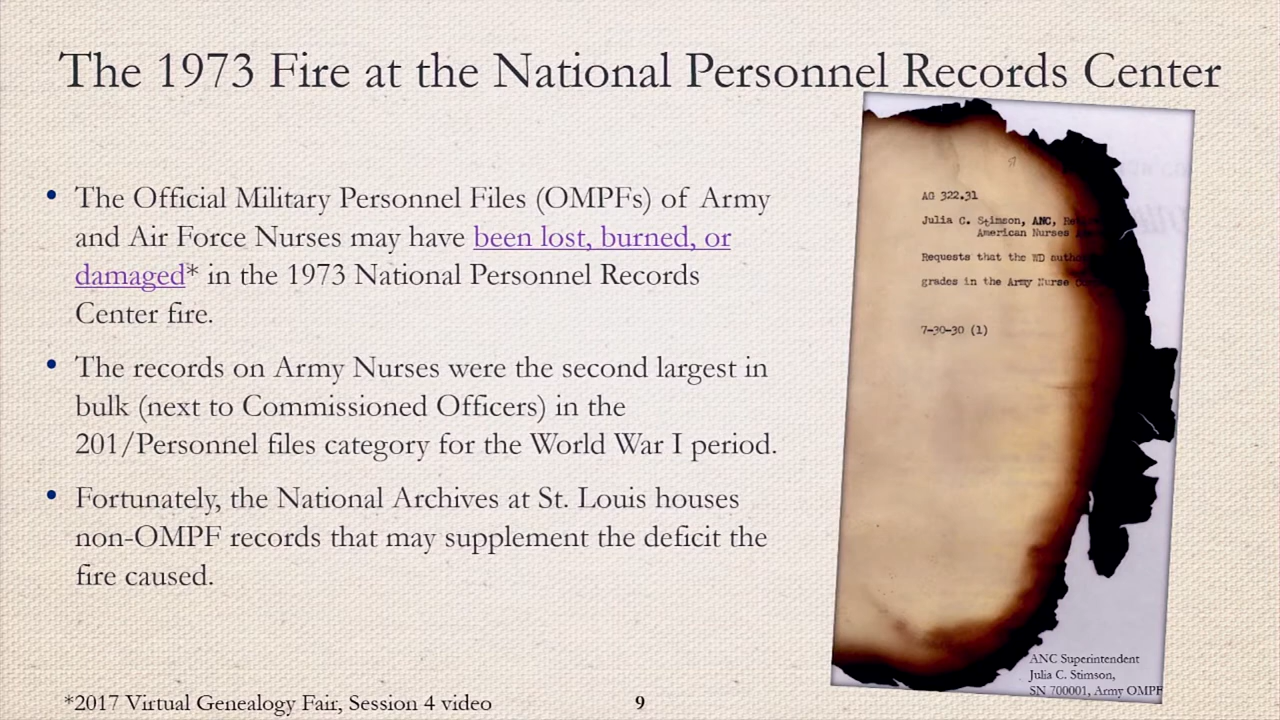 The 1973 Fire at the National Personnel Records Center
• The Official Military Personnel Files (OMPFs) of Army
and Air Force Nurses may have been lost, burned, or
damaged* in the 1973 National Personnel Records
Center fire.
• The records on Army Nurses were the second largest in
bulk (next to Commissioned Officers) in the
201/Personnel files category for the World War I period.
• Fortunately, the National Archives at St. Louis houses
non-OMPF records that may supplement the deficit the
fire caused.
AG 322.31
Julia C. Stimson, ANC,
American Nurses
Requests that the WD
grades in the Army Nurse
7-30-30 (1)
ANC Superintendent
Julia C. Stimson,
SN 700001, Army OMPF
*2017 Virtual Genealogy Fair, Session 4 video
9